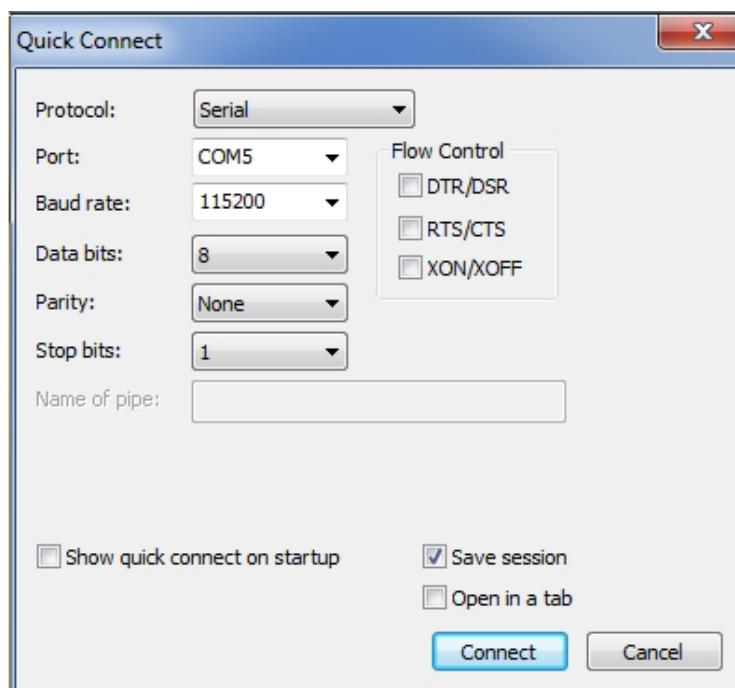 Quick Connect
Protocol: Serial
Port: COM5
Flow Control
DTR/DSR
Baud rate: 115200
RTS/CTS
Data bits: 8
XON/XOFF
Parity: None
Stop bits: 1
Name of pipe:
Show quick connect on startup
Save session
Open in a tab
Connect Cancel